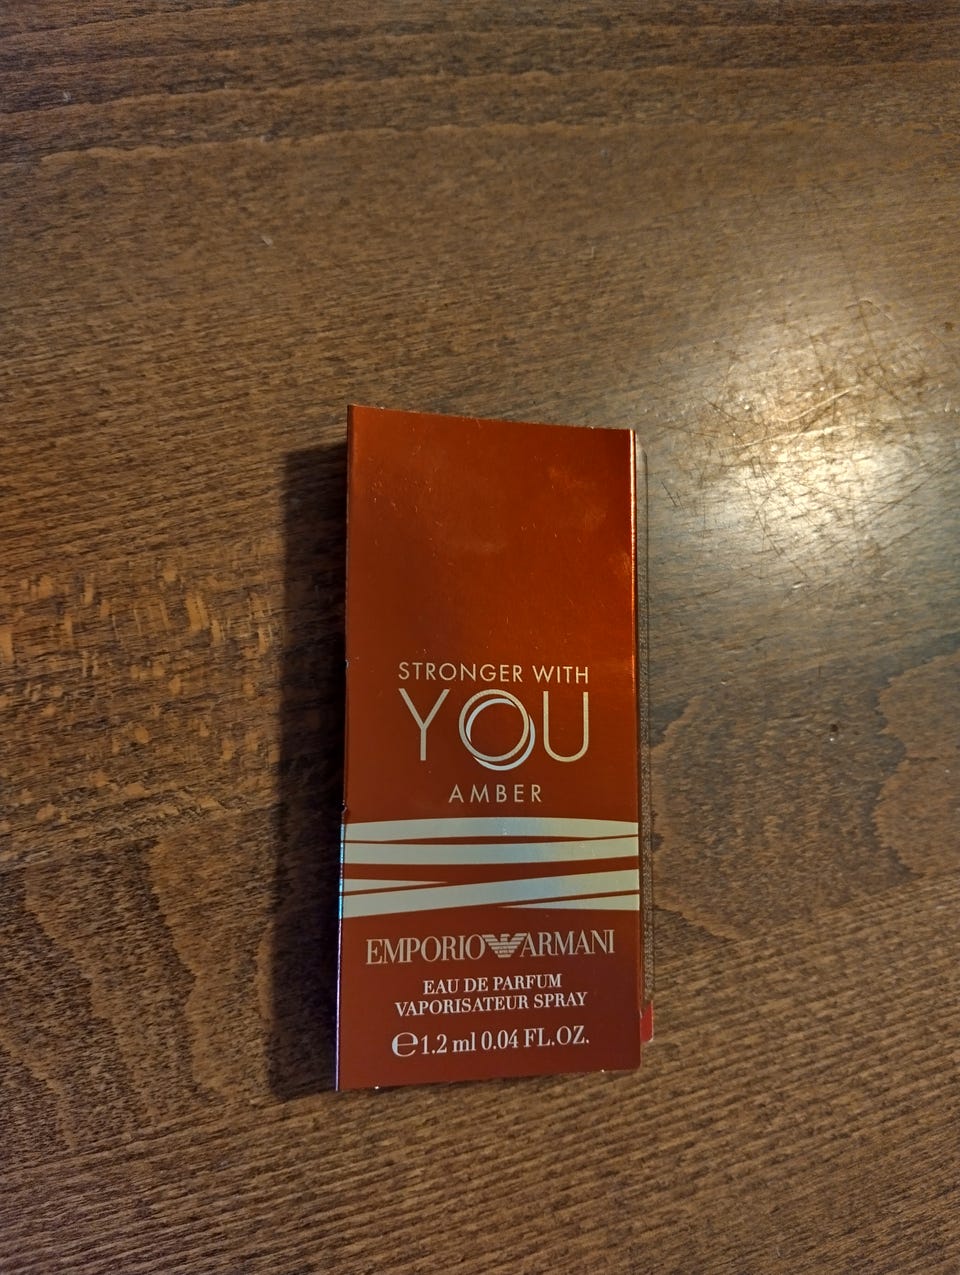 STRONGER WITH
YOU
AMBER
EMPORIO ARMANI
EAU DE PARFUM
VAPORISATEUR SPRAY
℮1.2 ml 0.04 FL.OZ.